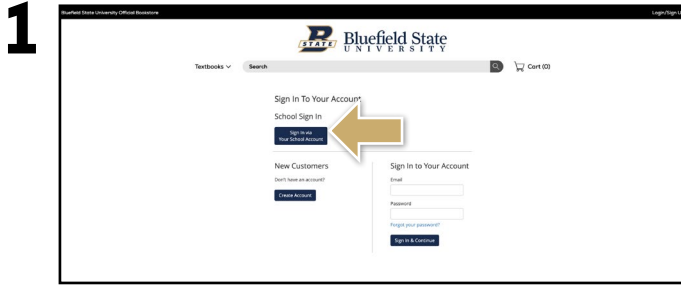 1
Bluefield State University Official Bookstore
Login/Sign U
B
STATE
Bluefield State
UNIVERSITY
Textbooks
Search
Cart (0)
Sign In To Your Account
School Sign In
Sign In via
Your School Account
New Customers
Don't have an account?
Create Account
Sign In to Your Account
Email
Password
Forgot your password?
Sign In & Continue